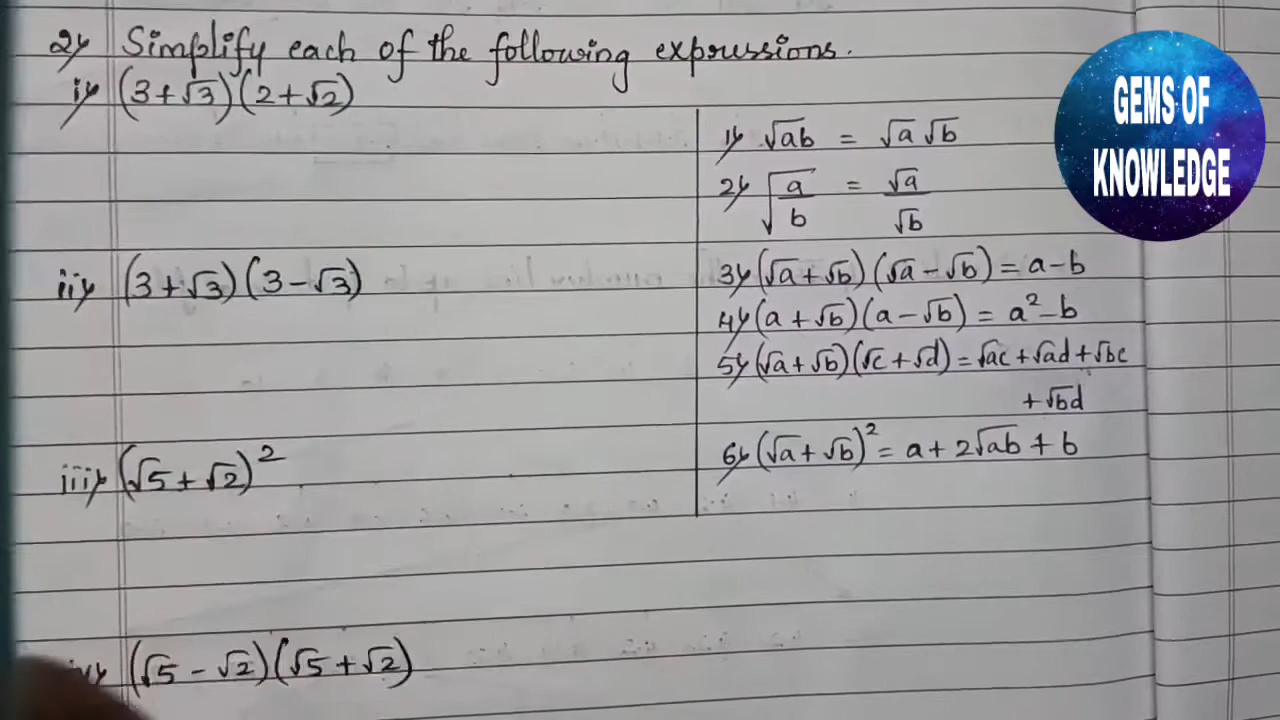 2) Simplify each of the following expressions.
i) (3+√3)(2+√2)
ii) (3+√3)(3-√3)
iii) (√5+√2)²
(√5-√2)(√5+√2)
1) √ab = √a √b
2) √(a/b) = √a/√b
3) (√a+√b)(√a-√b) = a-b
4) (a+√b)(a-√b) = a²-b
5) (√a+√b)(√c+√d) = √ac+√ad+√bc
+√bd
6) (√a+√b)² = a+2√ab+b
GEMS OF
KNOWLEDGE